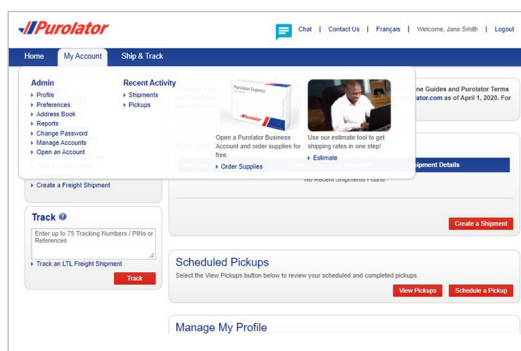 Purolator
Chat | Contact Us | Français | Welcome, Jane Smith | Logout
Home My Account Ship & Track
Admin
Profile
Preferences
Address Book
Reports
Change Password
Manage Accounts
Open an Account
Recent Activity
Shipments
Pickups
Purolator Express
Open a Purolator Business
Account and order supplies for
free.
Order Supplies
Use our estimate tool to get
shipping rates in one step!
Estimate
ne Guides and Purolator Terms
ator.com as of April 1, 2020. For
hipment Details
No Recent Shipments Found
Create a Freight Shipment
Create a Shipment
Track
Enter up to 75 Tracking Numbers / PINs or
References
Track an LTL Freight Shipment
Track
Scheduled Pickups
Select the View Pickups button below to review your scheduled and completed pickups.
View Pickups Schedule a Pickup
Manage My Profile